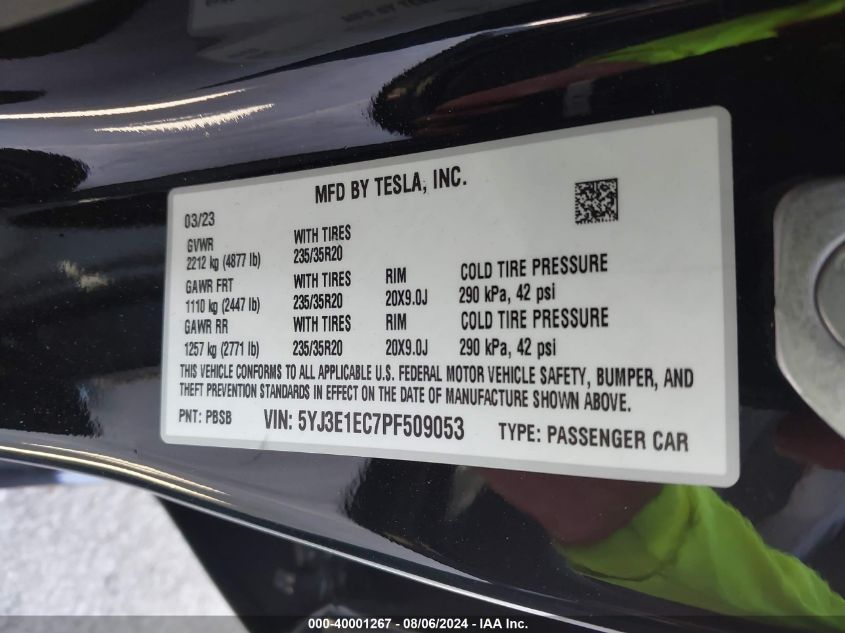 MFD BY TESLA, INC.
03/23
GVWR WITH TIRES
2212 kg (4877 lb) 235/35R20
GAWR FRT WITH TIRES RIM COLD TIRE PRESSURE
1110 kg (2447 lb) 235/35R20 20X9.0J 290 kPa, 42 psi
GAWR RR WITH TIRES RIM COLD TIRE PRESSURE
1257 kg (2771 lb) 235/35R20 20X9.0J 290 kPa, 42 psi
THIS VEHICLE CONFORMS TO ALL APPLICABLE U.S. FEDERAL MOTOR VEHICLE SAFETY, BUMPER, AND
THEFT PREVENTION STANDARDS IN EFFECT ON THE DATE OF MANUFACTURE SHOWN ABOVE.
PNT: PBSB VIN: 5YJ3E1EC7PF509053 TYPE: PASSENGER CAR
000-40001267 - 08/06/2024 - IAA Inc.